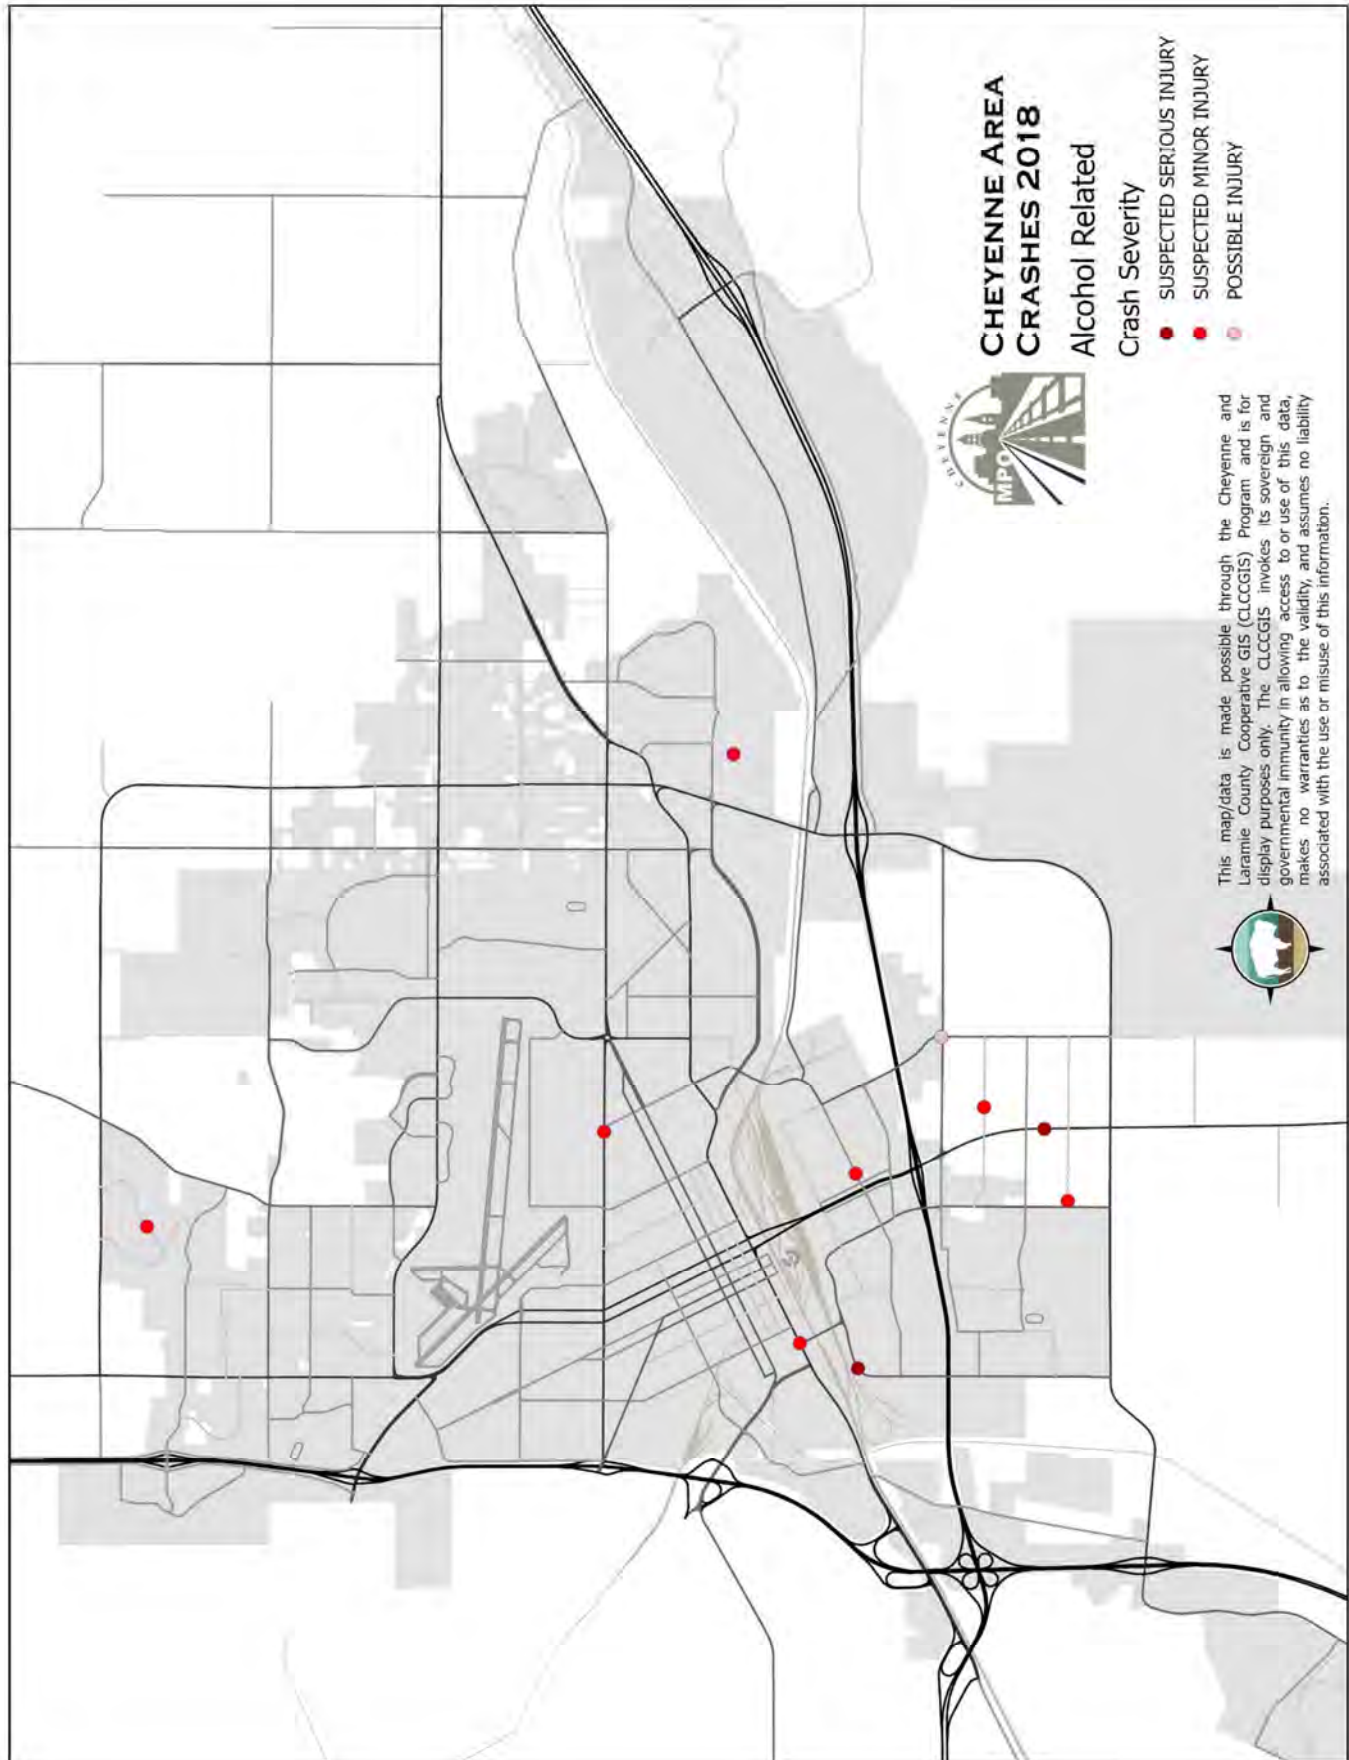 CHEYENNE AREA
CRASHES 2018
Alcohol Related
Crash Severity
SUSPECTED SERIOUS INJURY
SUSPECTED MINOR INJURY
POSSIBLE INJURY
CHEYENNE
MPO
This map/data is made possible through the Cheyenne and
Laramie County Cooperative GIS (CLCCGIS) Program and is for
display purposes only. The CLCCGIS invokes its sovereign and
governmental immunity in allowing access to or use of this data,
makes no warranties as to the validity, and assumes no liability
associated with the use or misuse of this information.